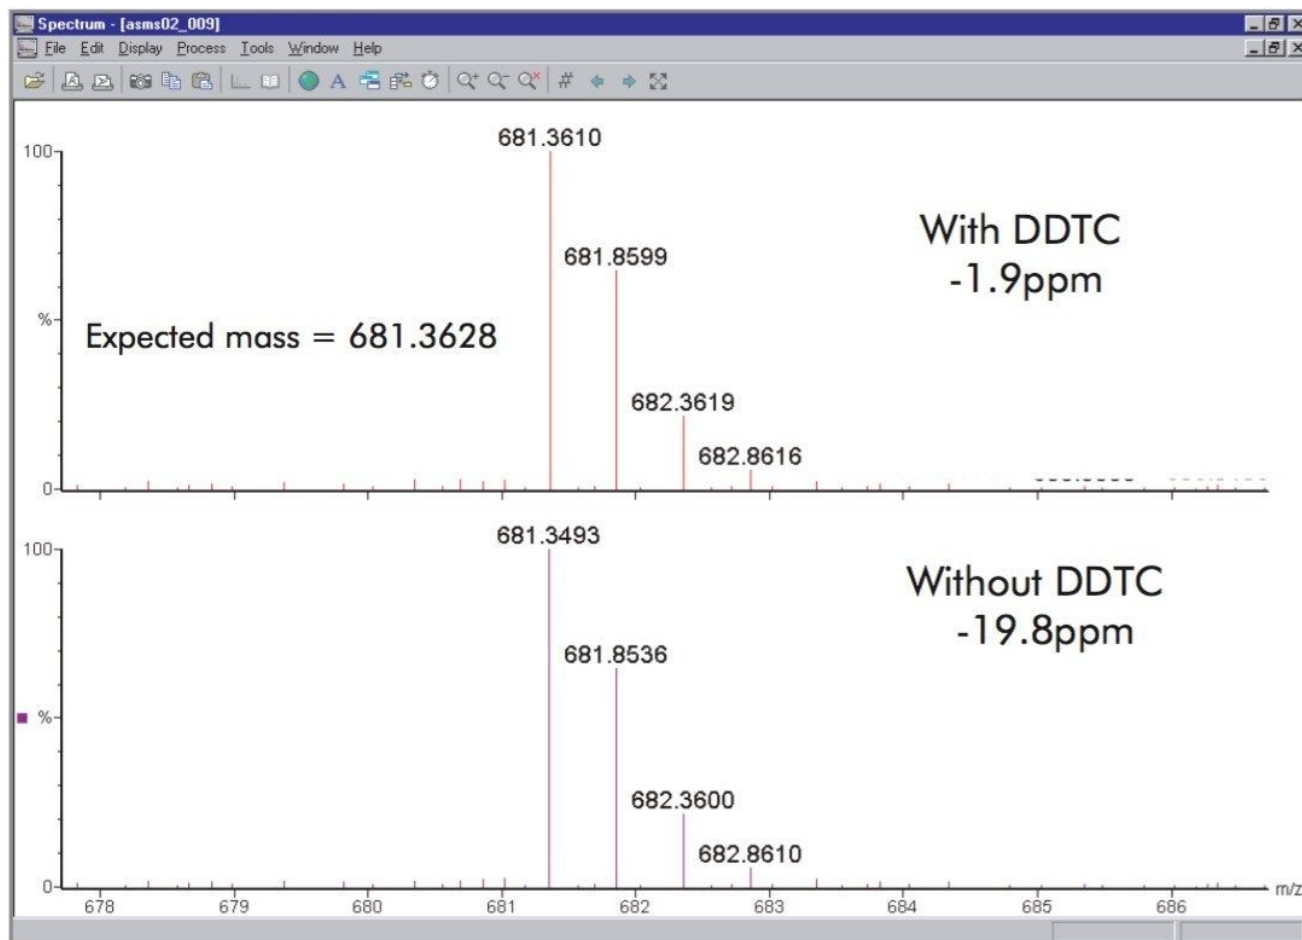 Spectrum - [asms02_009]
File Edit Display Process Tools Window Help
681.3610
100
With DDTC
-1.9ppm
681.8599
%
Expected mass = 681.3628
682.3619
682.8616
0
681.3493
100
Without DDTC
-19.8ppm
681.8536
%
682.3600
682.8610
0
m/z
678 679 680 681 682 683 684 685 686